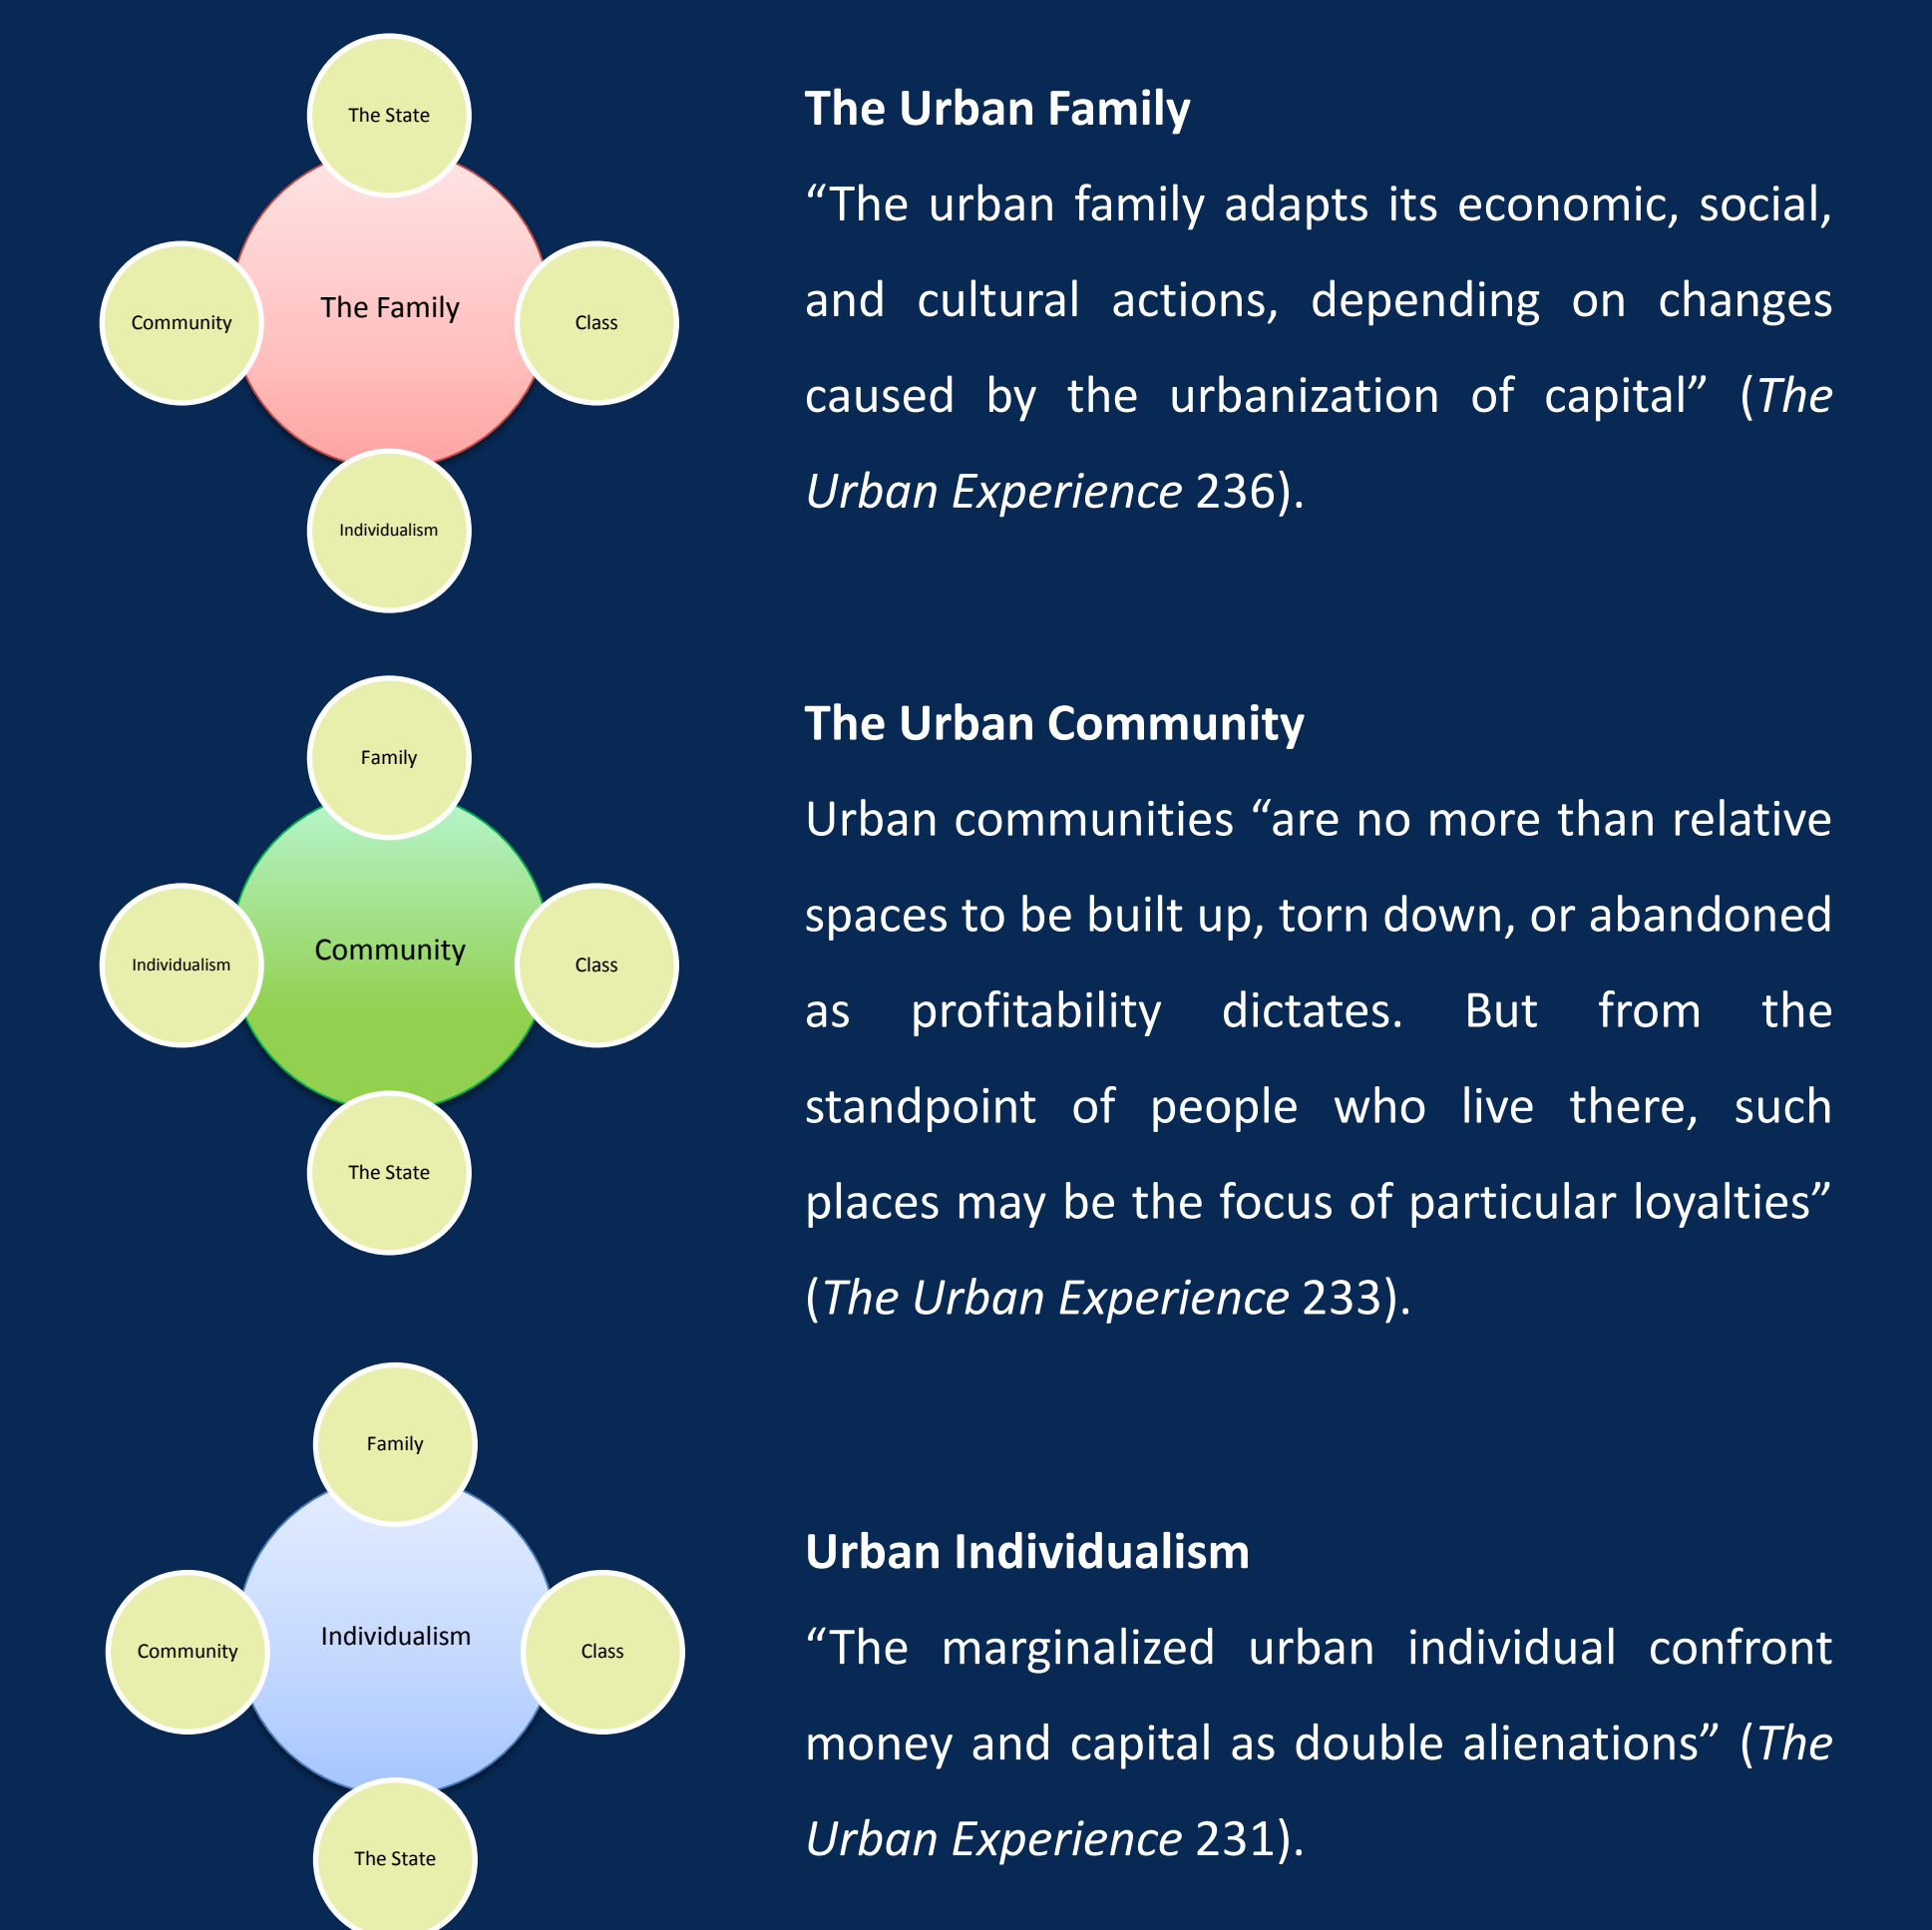 The State
Community
The Family
Class
Individualism
The Urban Family
“The urban family adapts its economic, social,
and cultural actions, depending on changes
caused by the urbanization of capital” (The
Urban Experience 236).
Family
Individualism
Community
Class
The State
The Urban Community
Urban communities “are no more than relative
spaces to be built up, torn down, or abandoned
as profitability dictates. But from the
standpoint of people who live there, such
places may be the focus of particular loyalties”
(The Urban Experience 233).
Family
Community
Individualism
Class
The State
Urban Individualism
“The marginalized urban individual confront
money and capital as double alienations” (The
Urban Experience 231).